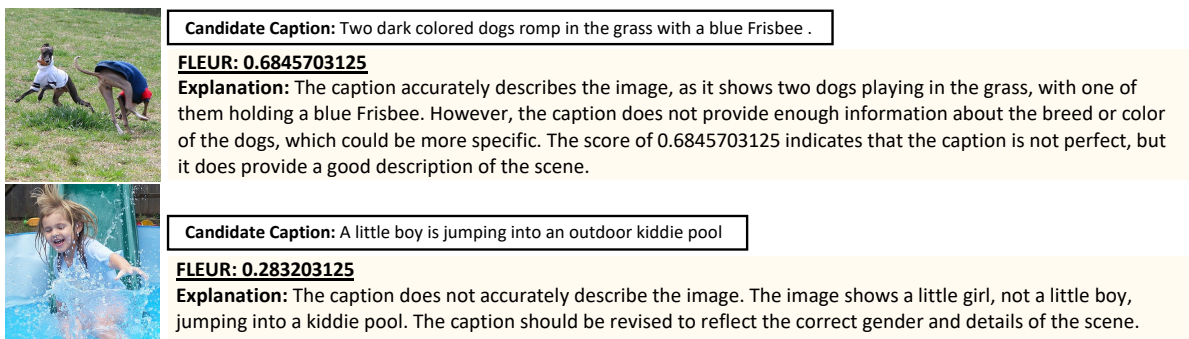 Candidate Caption: Two dark colored dogs romp in the grass with a blue Frisbee .
FLEUR: 0.6845703125
Explanation: The caption accurately describes the image, as it shows two dogs playing in the grass, with one of
them holding a blue Frisbee. However, the caption does not provide enough information about the breed or color
of the dogs, which could be more specific. The score of 0.6845703125 indicates that the caption is not perfect, but
it does provide a good description of the scene.
Candidate Caption: A little boy is jumping into an outdoor kiddie pool
FLEUR: 0.283203125
Explanation: The caption does not accurately describe the image. The image shows a little girl, not a little boy,
jumping into a kiddie pool. The caption should be revised to reflect the correct gender and details of the scene.